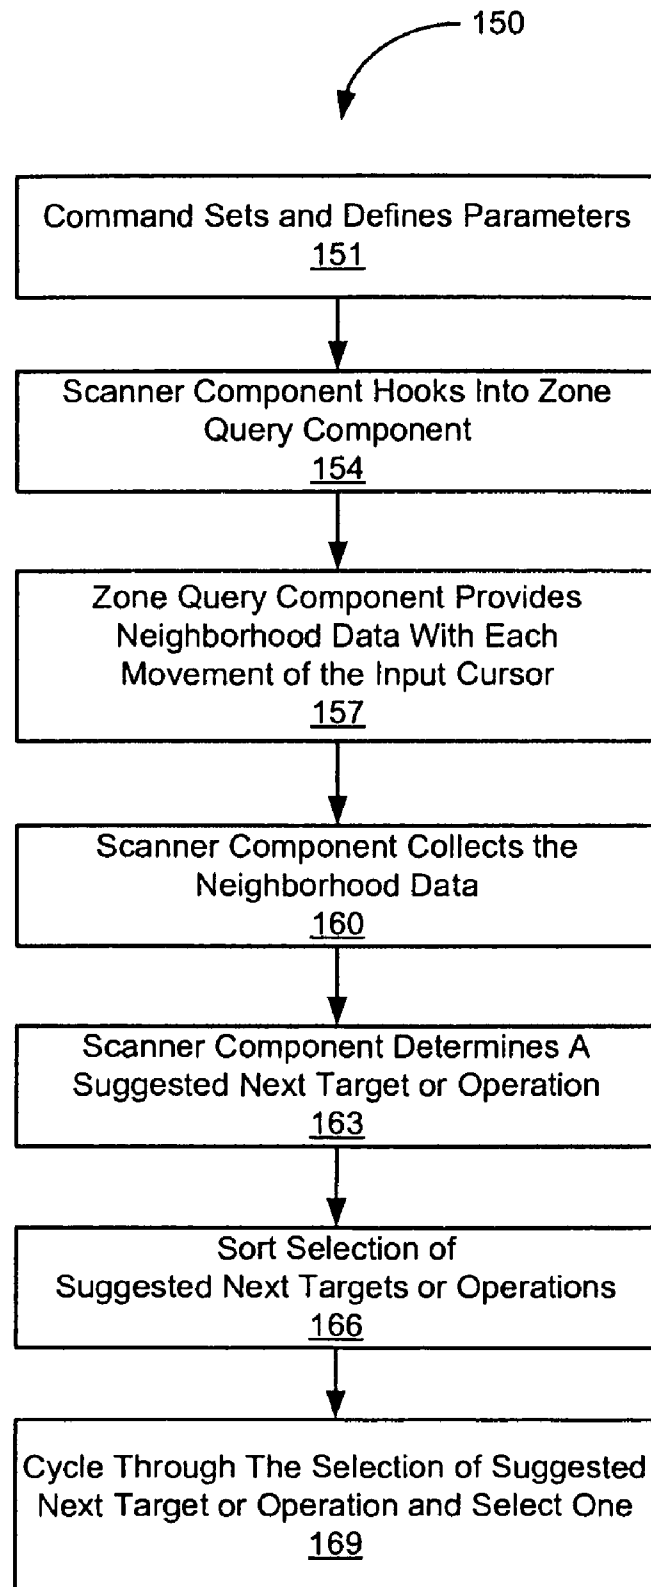 150
Command Sets and Defines Parameters
151
Scanner Component Hooks Into Zone
Query Component
154
Zone Query Component Provides
Neighborhood Data With Each
Movement of the Input Cursor
157
Scanner Component Collects the
Neighborhood Data
160
Scanner Component Determines A
Suggested Next Target or Operation
163
Sort Selection of
Suggested Next Targets or Operations
166
Cycle Through The Selection of Suggested
Next Target or Operation and Select One
169